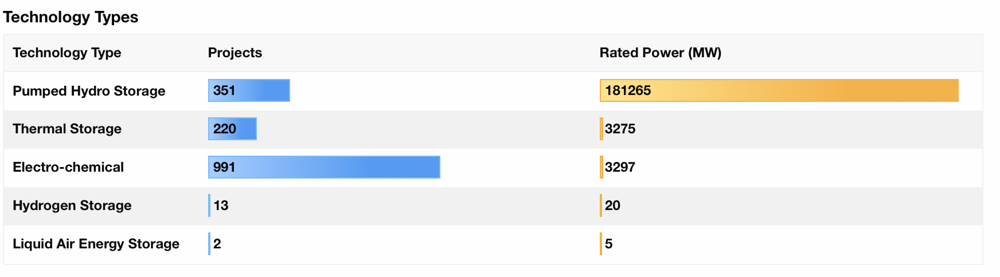 Technology Types
Technology Type Projects Rated Power (MW)
Pumped Hydro Storage 351 181265
Thermal Storage 220 3275
Electro-chemical 991 3297
Hydrogen Storage 13 20
Liquid Air Energy Storage 2 5